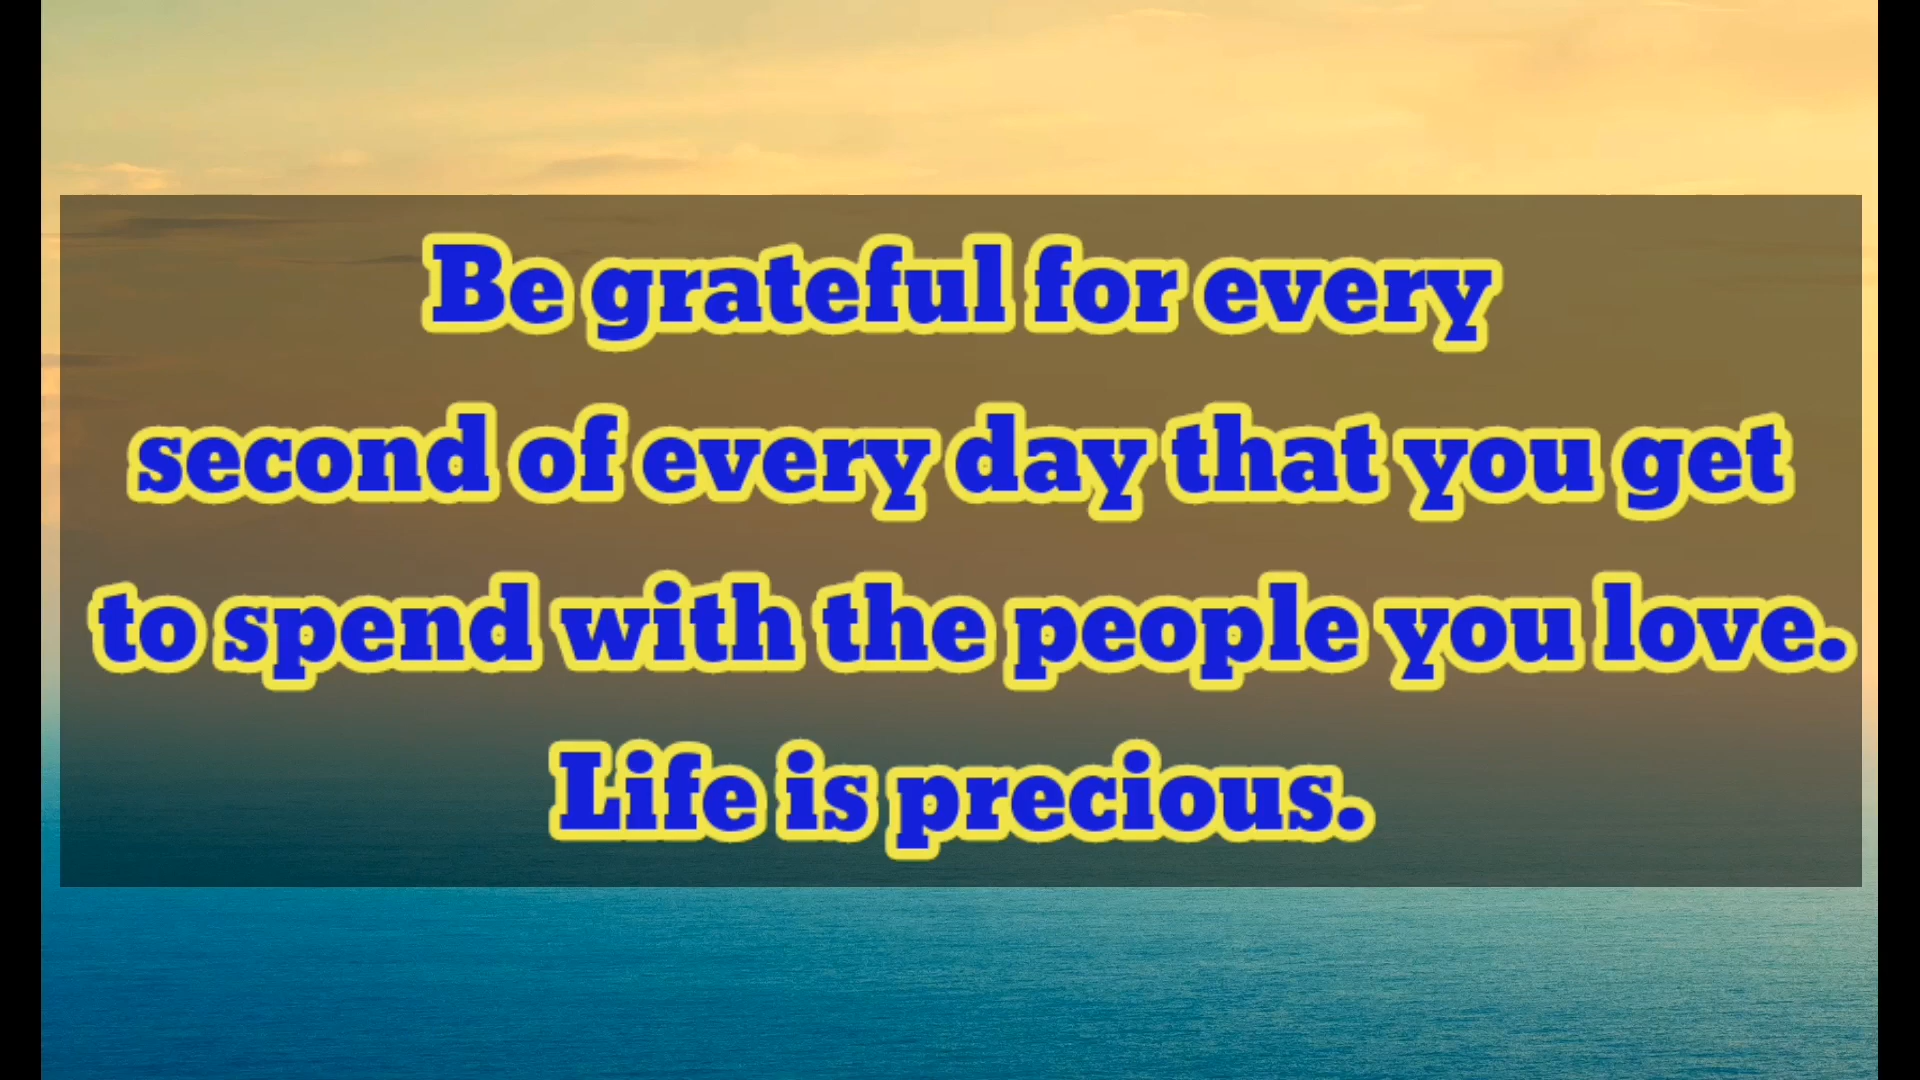 Be grateful for every
second of every day that you get
to spend with the people you love.
Life is precious.